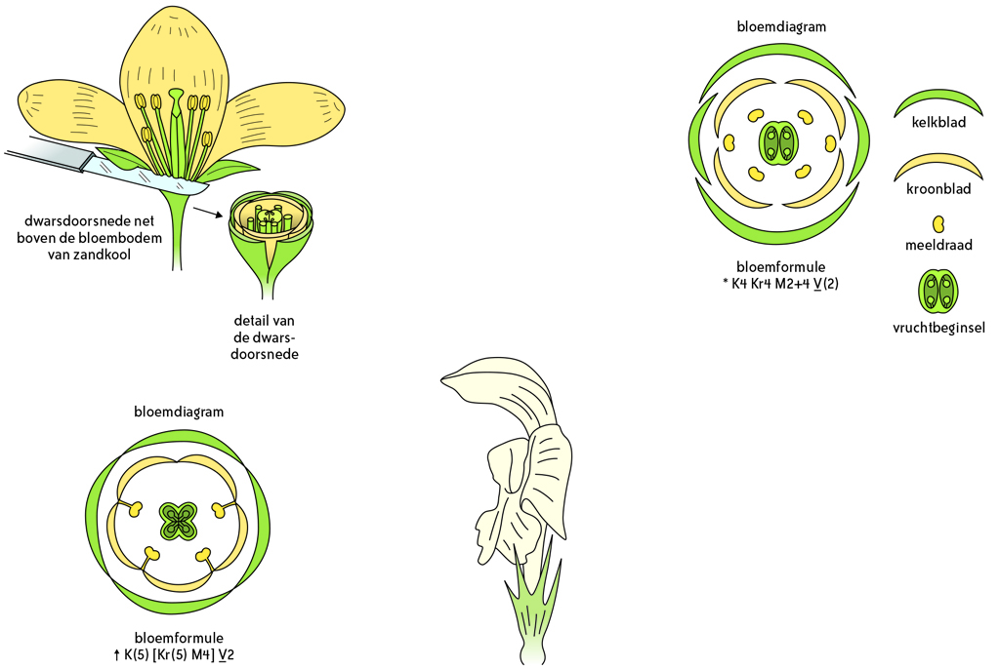 dwarsdoorsnede net
boven de bloembodem
van zandkool
detail van
de dwars-
doorsnede
bloemdiagram
bloemformule
* K4 Kr4 M2+4 V̲(2)
kelkblad
kroonblad
meeldraad
vruchtbeginsel
bloemdiagram
bloemformule
↑ K(5) [Kr(5) M4] V̲2